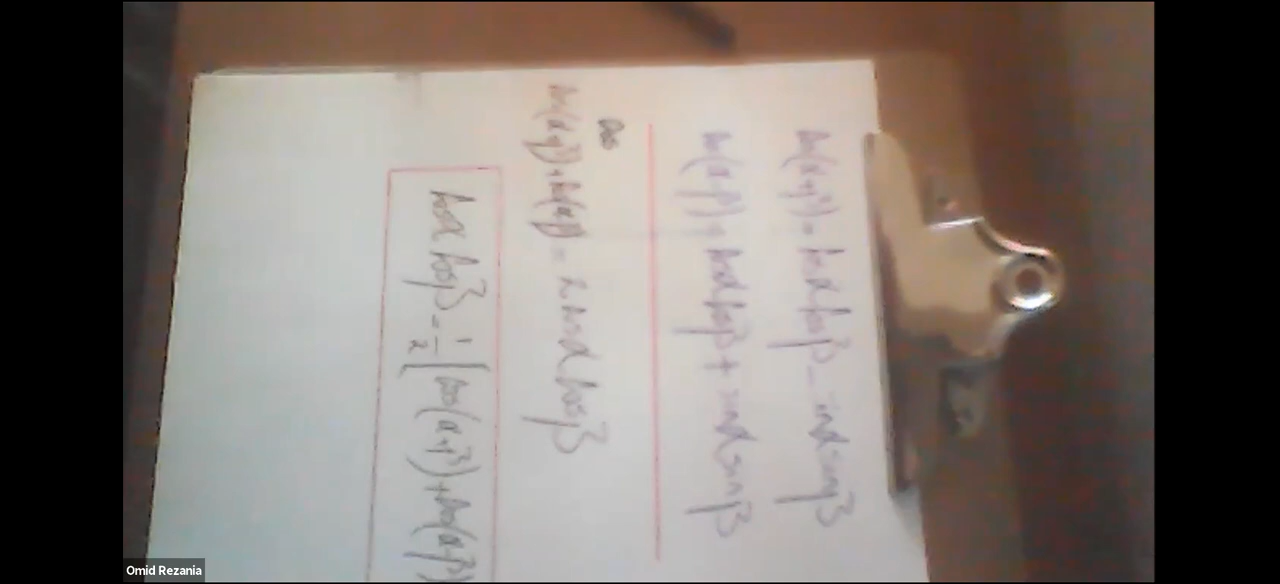 cos(α+β) = cosα cosβ - sinα sinβ
cos(α-β) = cosα cosβ + sinα sinβ
cos(α+β) + cos(α-β) = 2 cosα cosβ
cosα cosβ = 1/2 [cos(α+β) + cos(α-β)
Omid Rezania